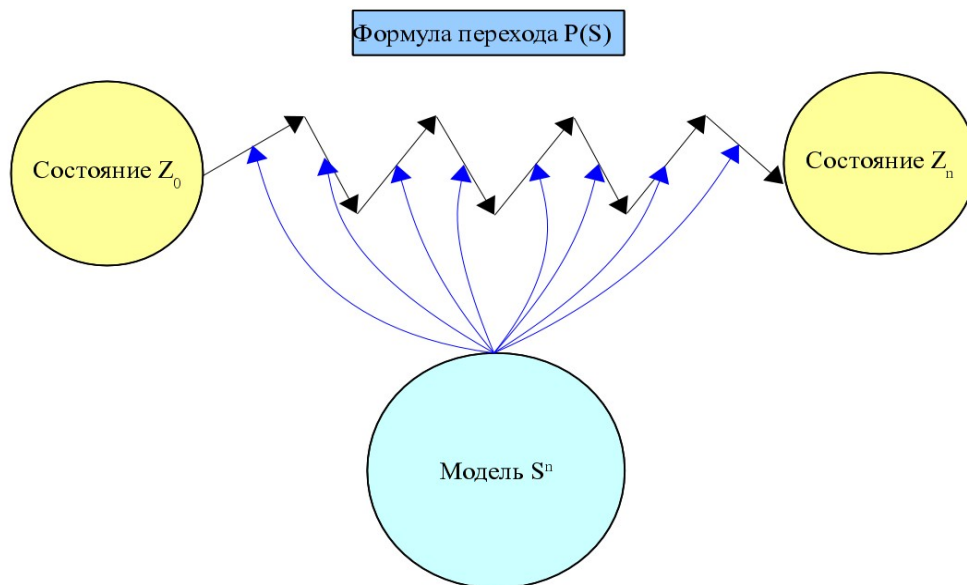 Формула перехода P(S)
Состояние Z₀
Состояние Zₙ
Модель Sⁿ